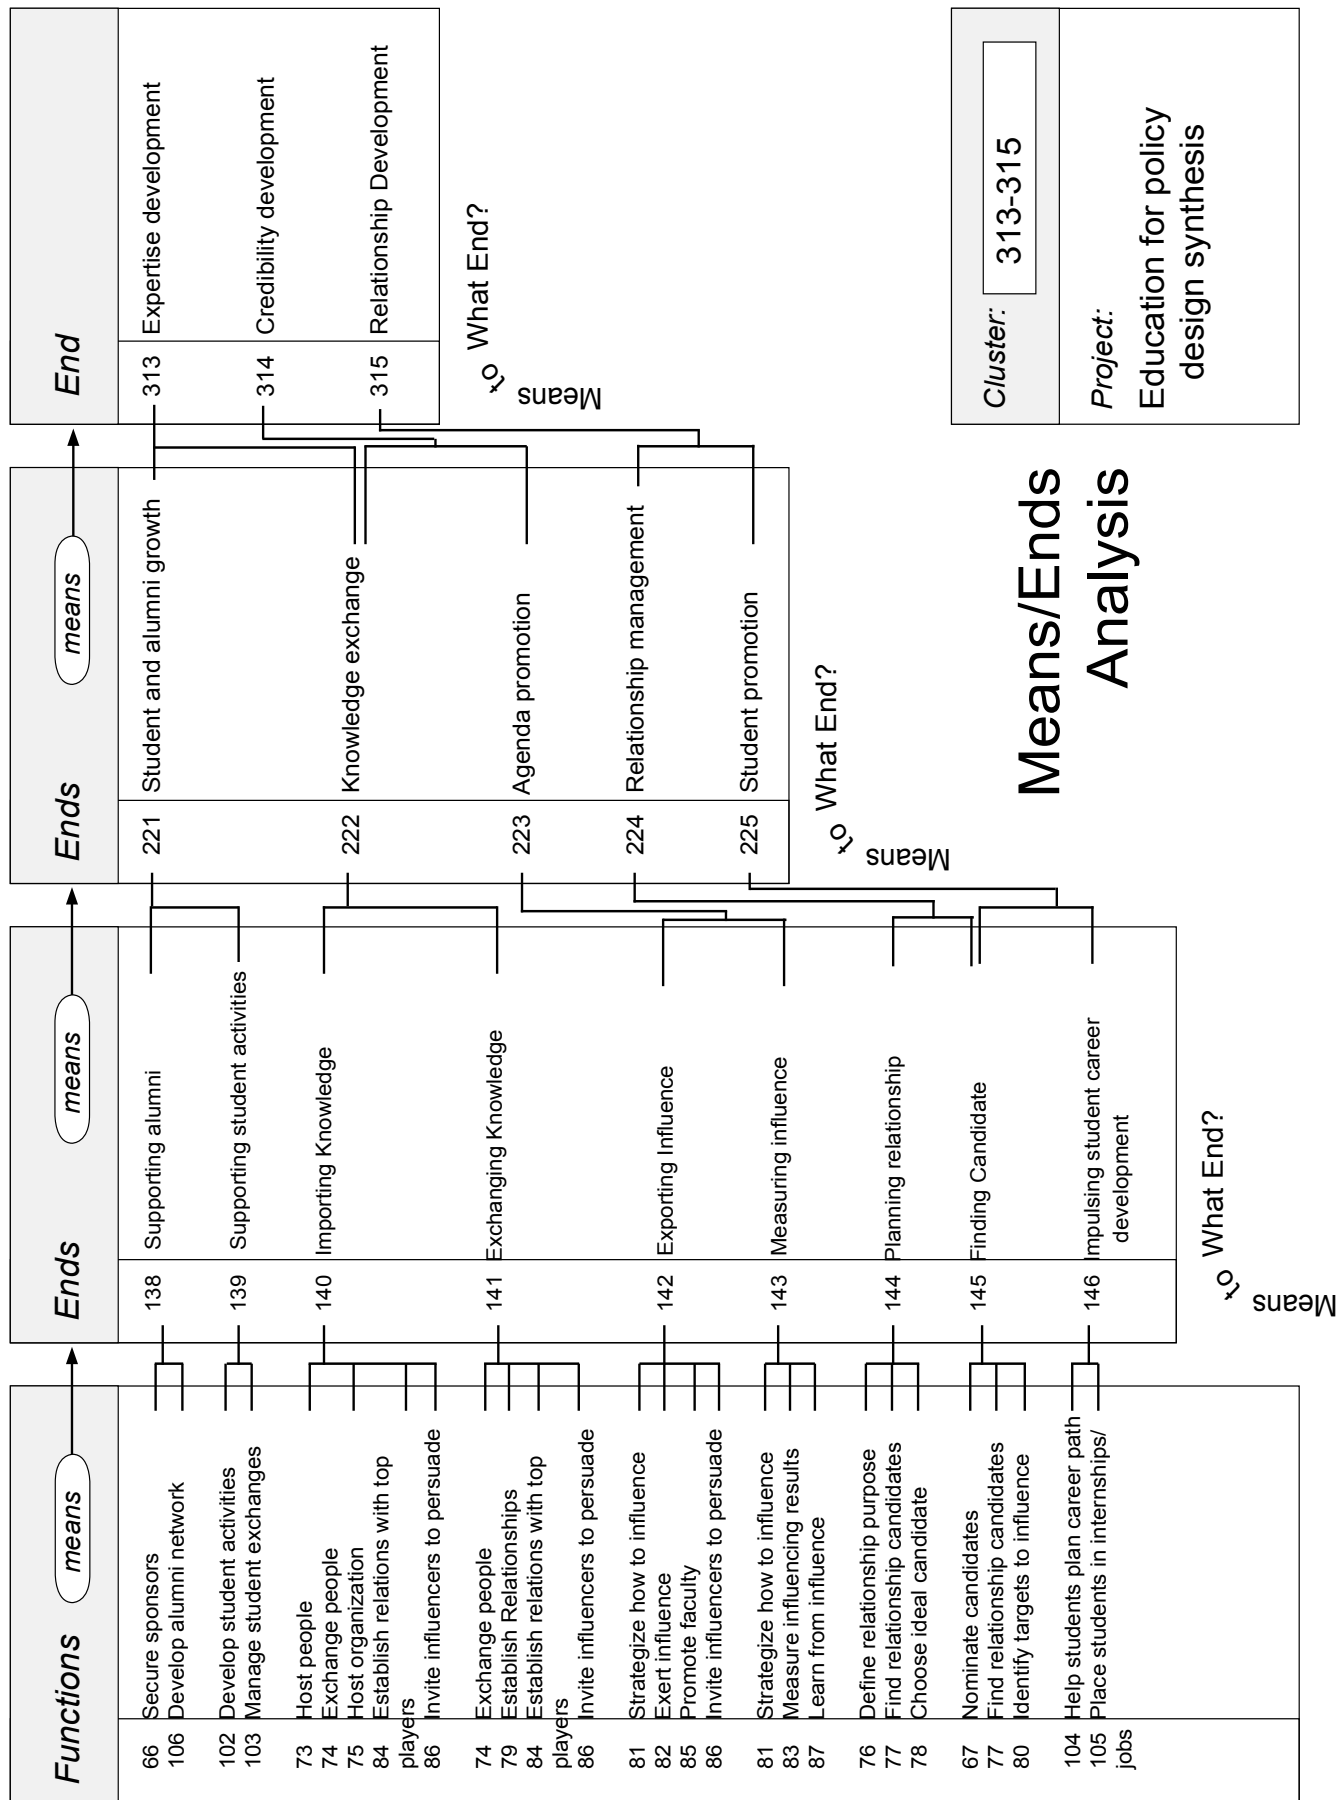 Functions
means
66 Secure sponsors
106 Develop alumni network
102 Develop student activities
103 Manage student exchanges
73 Host people
74 Exchange people
75 Host organization
84 Establish relations with top
players
86 Invite influencers to persuade
74 Exchange people
79 Establish Relationships
84 Establish relations with top
players
86 Invite influencers to persuade
81 Strategize how to influence
82 Exert influence
85 Promote faculty
86 Invite influencers to persuade
81 Strategize how to influence
83 Measure influencing results
87 Learn from influence
76 Define relationship purpose
77 Find relationship candidates
78 Choose ideal candidate
67 Nominate candidates
77 Find relationship candidates
80 Identify targets to influence
104 Help students plan career path
105 Place students in internships/
jobs
Ends
means
138 Supporting alumni
139 Supporting student activities
140 Importing Knowledge
141 Exchanging Knowledge
142 Exporting Influence
143 Measuring influence
144 Planning relationship
145 Finding Candidate
146 Impulsing student career
development
Means to What End?
Ends
means
221 Student and alumni growth
222 Knowledge exchange
223 Agenda promotion
224 Relationship management
225 Student promotion
Means to What End?
End
313 Expertise development
314 Credibility development
315 Relationship Development
Means to What End?
Means/Ends
Analysis
Cluster: 313-315
Project:
Education for policy
design synthesis